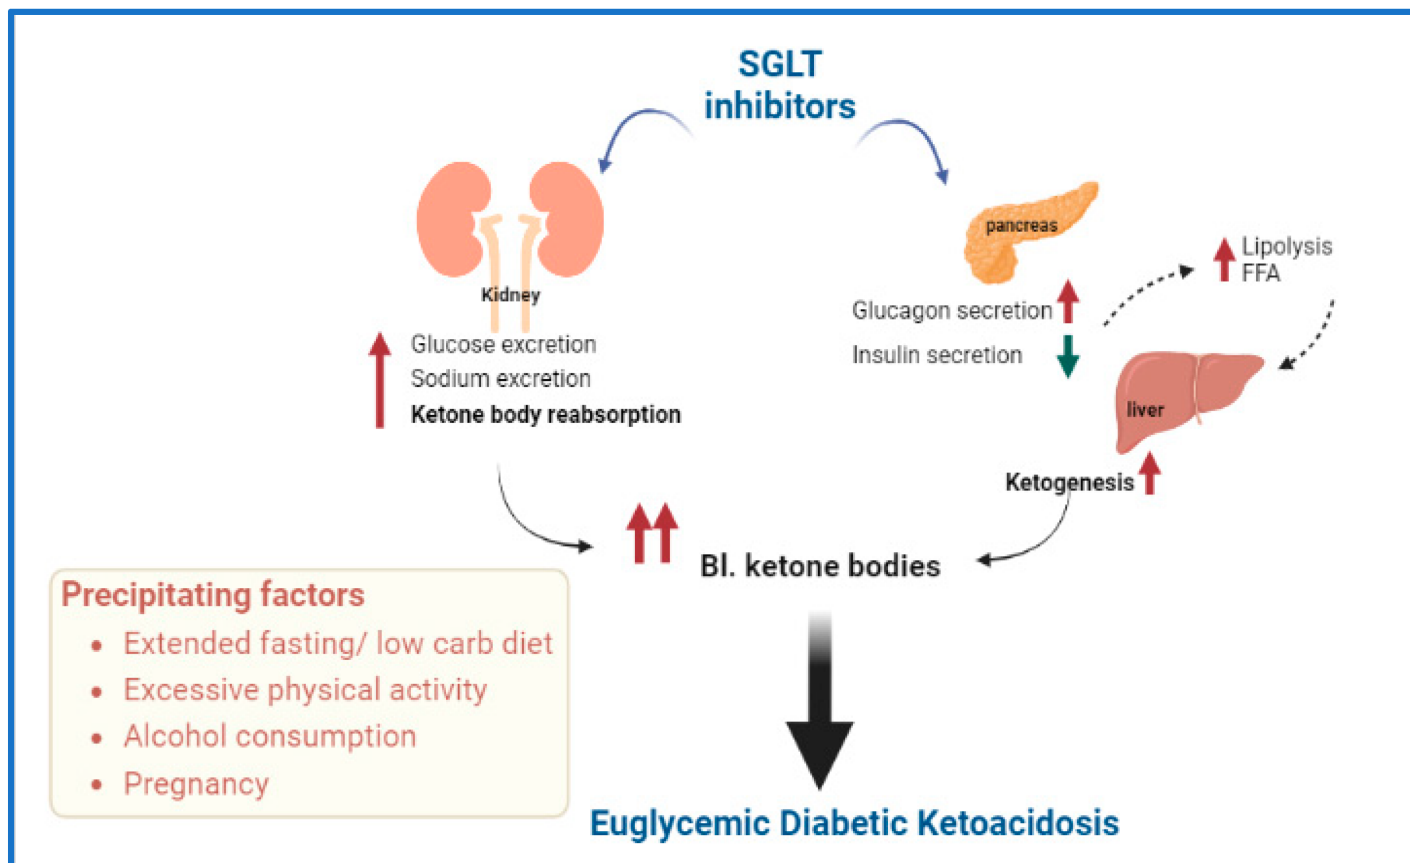 SGLT
inhibitors
Kidney
Glucose excretion
Sodium excretion
Ketone body reabsorption
pancreas
Glucagon secretion
Insulin secretion
Lipolysis
FFA
liver
Ketogenesis
Bl. ketone bodies
Precipitating factors
• Extended fasting/ low carb diet
• Excessive physical activity
• Alcohol consumption
• Pregnancy
Euglycemic Diabetic Ketoacidosis